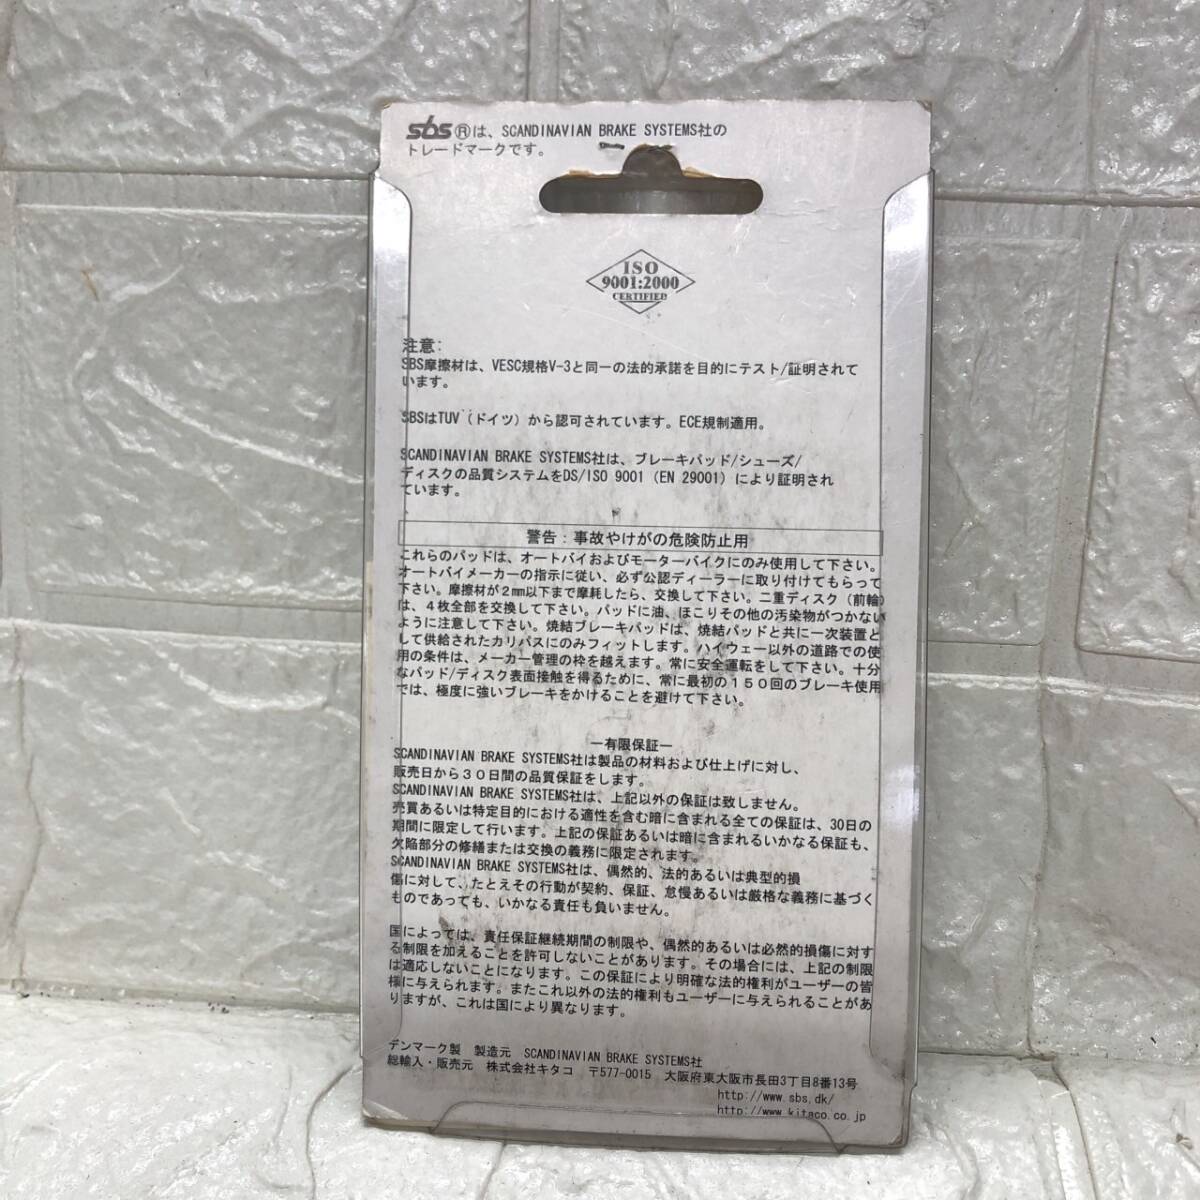 sbs®は、SCANDINAVIAN BRAKE SYSTEMS社の
トレードマークです。
ISO
9001:2000
CERTIFIED
注意:
SBS摩擦材は、VESC規格V-3と同一の法的承諾を目的にテスト/証明されて
います。
SBSはTUV（ドイツ）から認可されています。ECE規制適用。
SCANDINAVIAN BRAKE SYSTEMS社は、ブレーキパッド/シューズ/
ディスクの品質システムをDS/ISO 9001（EN 29001）により証明され
ています。
警告：事故やけがの危険防止用
これらのパッドは、オートバイおよびモーターバイクにのみ使用して下さい。
オートバイメーカーの指示に従い、必ず公認ディーラーに取り付けてもらって
下さい。摩擦材が２mm以下まで摩耗したら、交換して下さい。二重ディスク（前輪）
は、４枚全部を交換して下さい。パッドに油、ほこりその他の汚染物がつかない
ように注意して下さい。焼結ブレーキパッドは、焼結パッドと共に一次装置と
して供給されたカリパスにのみフィットします。ハイウェー以外の道路での使
用の条件は、メーカー管理の枠を越えます。常に安全運転をして下さい。十分
なパッド/ディスク表面接触を得るために、常に最初の１５０回のブレーキ使用
では、極度に強いブレーキをかけることを避けて下さい。
―有限保証―
SCANDINAVIAN BRAKE SYSTEMS社は製品の材料および仕上げに対し、
販売日から３０日間の品質保証をします。
SCANDINAVIAN BRAKE SYSTEMS社は、上記以外の保証は致しません。
売買あるいは特定目的における適性を含む暗に含まれる全ての保証は、30日の
期間に限定して行います。上記の保証あるいは暗に含まれるいかなる保証も、
欠陥部分の修繕または交換の義務に限定されます。
SCANDINAVIAN BRAKE SYSTEMS社は、偶然的、法的あるいは典型的損
傷に対して、たとえその行動が契約、保証、怠慢あるいは厳格な義務に基づく
ものであっても、いかなる責任も負いません。
国によっては、責任保証継続期間の制限や、偶然的あるいは必然的損傷に対す
る制限を加えることを許可しないことがあります。その場合には、上記の制限
は適応しないことになります。この保証により明確な法的権利がユーザーの皆
様に与えられます。またこれ以外の法的権利もユーザーに与えられることがあ
りますが、これは国により異なります。
デンマーク製　製造元　SCANDINAVIAN BRAKE SYSTEMS社
総輸入・販売元　株式会社キタコ　〒577-0015　大阪府東大阪市長田3丁目8番13号
http://www.sbs.dk/
http://www.kitaco.co.jp